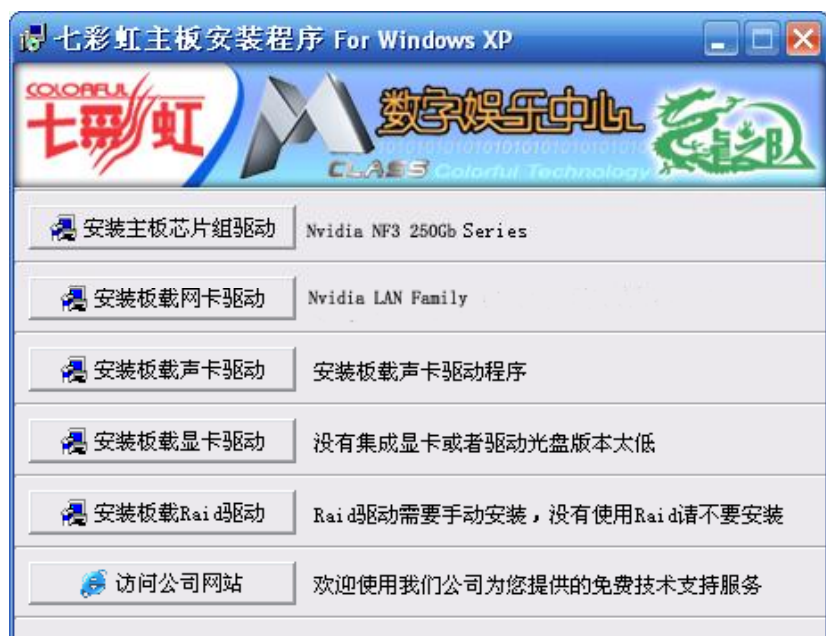 七彩虹主板安装程序 For Windows XP
COLORFUL
七彩虹
数字娱乐中心
CLASS Colorful Technology
卓之队
安装主板芯片组驱动 Nvidia NF3 250Gb Series
安装板载网卡驱动 Nvidia LAN Family
安装板载声卡驱动 安装板载声卡驱动程序
安装板载显卡驱动 没有集成显卡或者驱动光盘版本太低
安装板载Raid驱动 Raid驱动需要手动安装，没有使用Raid请不要安装
访问公司网站 欢迎使用我们公司为您提供的免费技术支持服务